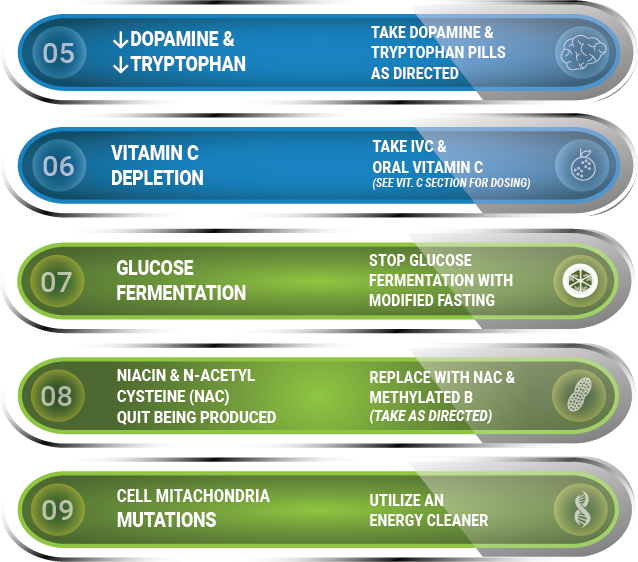 05
↓DOPAMINE &
↓TRYPTOPHAN
TAKE DOPAMINE &
TRYPTOPHAN PILLS
AS DIRECTED
06
VITAMIN C
DEPLETION
TAKE IVC &
ORAL VITAMIN C
(SEE VIT. C SECTION FOR DOSING)
07
GLUCOSE
FERMENTATION
STOP GLUCOSE
FERMENTATION WITH
MODIFIED FASTING
08
NIACIN & N-ACETYL
CYSTEINE (NAC)
QUIT BEING PRODUCED
REPLACE WITH NAC &
METHYLATED B
(TAKE AS DIRECTED)
09
CELL MITACHONDRIA
MUTATIONS
UTILIZE AN
ENERGY CLEANER